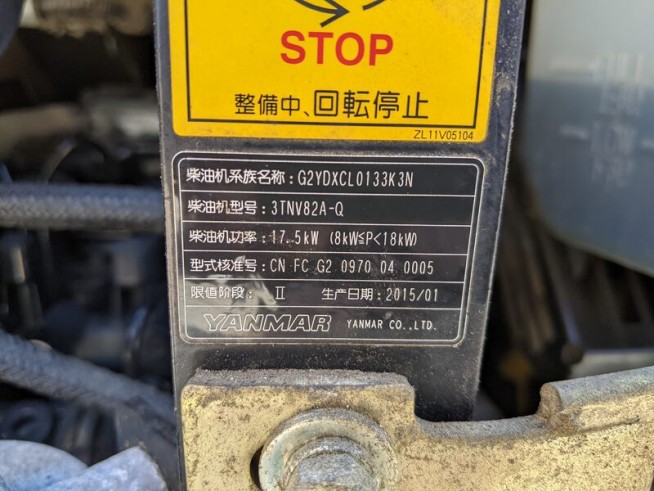 STOP
整備中、回転停止
ZL11V05104
柴油机系族名称:G2YDXCL0133K3N
柴油机型号:3TNV82A-Q
柴油机功率:17.5kW (8kW≦P<18kW)
型式核准号:CN FC G2 0970 04 0005
限值阶段: Ⅱ 生产日期:2015/01
YANMAR YANMAR CO.,LTD.